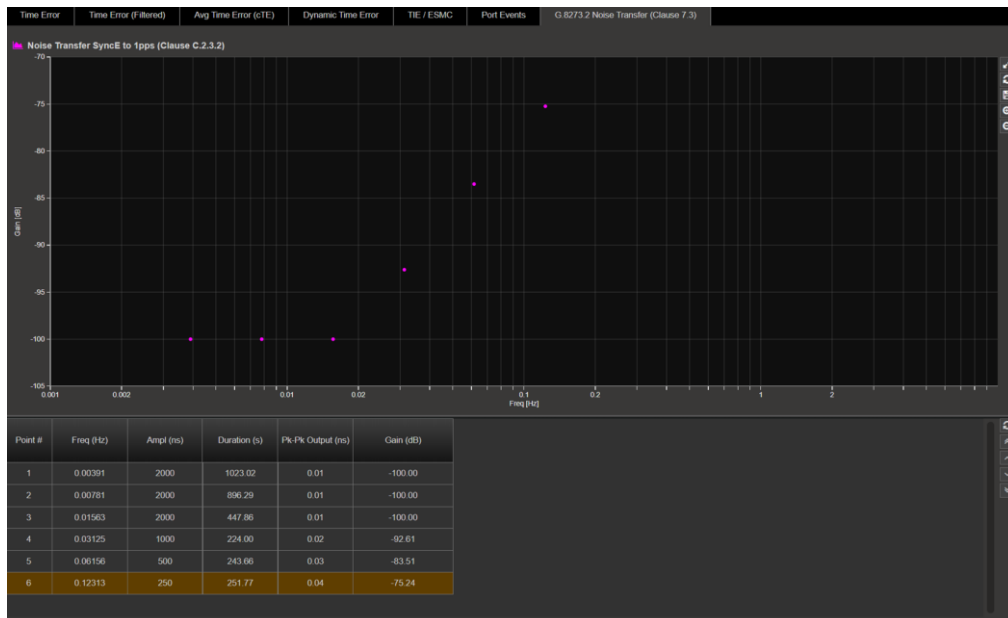 Time Error Time Error (Filtered) Avg Time Error (cTE) Dynamic Time Error TIE / ESMC Port Events G.8273.2 Noise Transfer (Clause 7.3)
Noise Transfer SyncE to 1pps (Clause C.2.3.2)
-70
-75
-80
-85
-90
-95
-100
-105
Gain [dB]
0.001 0.002 0.01 0.02 0.1 0.2 1 2
Freq [Hz]
Point # Freq (Hz) Ampl (ns) Duration (s) Pk-Pk Output (ns) Gain (dB)
1 0.00391 2000 1023.02 0.01 -100.00
2 0.00781 2000 896.29 0.01 -100.00
3 0.01563 2000 447.86 0.01 -100.00
4 0.03125 1000 224.00 0.02 -92.61
5 0.06156 500 243.66 0.03 -83.51
6 0.12313 250 251.77 0.04 -75.24